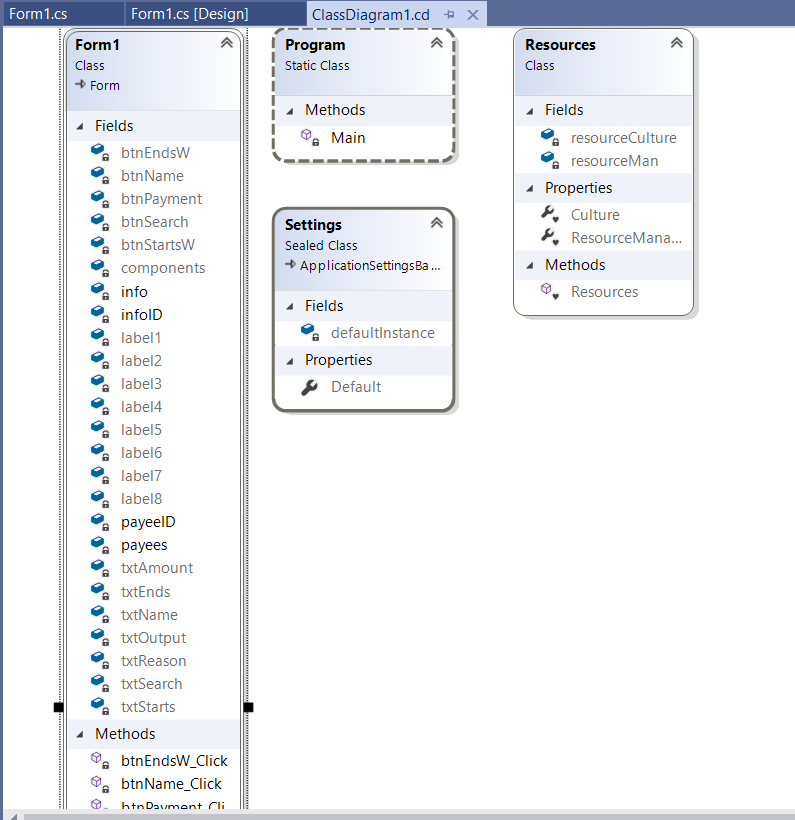 Form1.cs
Form1.cs [Design]
ClassDiagram1.cd
Form1
Class
Form
Fields
btnEndsW
btnName
btnPayment
btnSearch
btnStartsW
components
info
infoID
label1
label2
label3
label4
label5
label6
label7
label8
payeeID
payees
txtAmount
txtEnds
txtName
txtOutput
txtReason
txtSearch
txtStarts
Methods
btnEndsW_Click
btnName_Click
btnPayment_Cli
Program
Static Class
Methods
Main
Settings
Sealed Class
ApplicationSettingsBa...
Fields
defaultInstance
Properties
Default
Resources
Class
Fields
resourceCulture
resourceMan
Properties
Culture
ResourceMana...
Methods
Resources